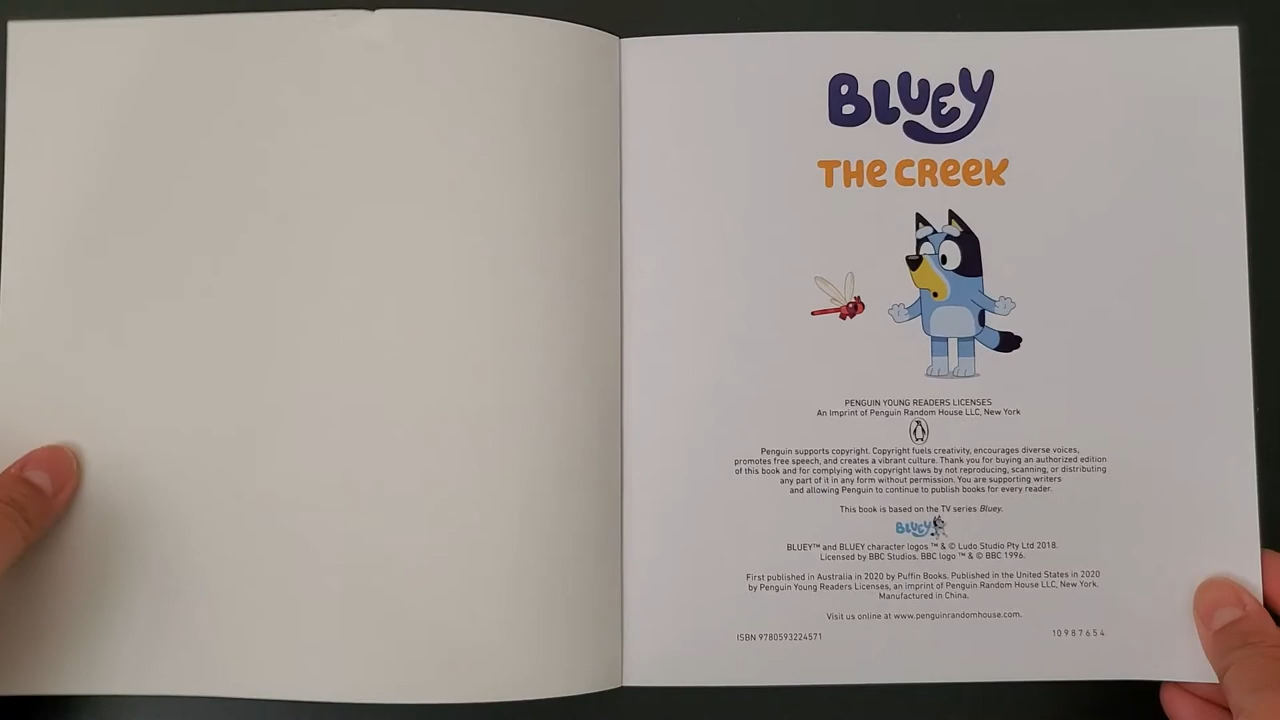 BLUEY
THE CREEK
PENGUIN YOUNG READERS LICENSES
An Imprint of Penguin Random House LLC, New York
Penguin supports copyright. Copyright fuels creativity, encourages diverse voices,
promotes free speech, and creates a vibrant culture. Thank you for buying an authorized edition
of this book and for complying with copyright laws by not reproducing, scanning, or distributing
any part of it in any form without permission. You are supporting writers
and allowing Penguin to continue to publish books for every reader.
This book is based on the TV series Bluey.
BLUEY
BLUEY™ and BLUEY character logos ™ & © Ludo Studio Pty Ltd 2018.
Licensed by BBC Studios. BBC logo ™ & © BBC 1996.
First published in Australia in 2020 by Puffin Books. Published in the United States in 2020
by Penguin Young Readers Licenses, an imprint of Penguin Random House LLC, New York.
Manufactured in China.
Visit us online at www.penguinrandomhouse.com.
ISBN 9780593224571
10 9 8 7 6 5 4